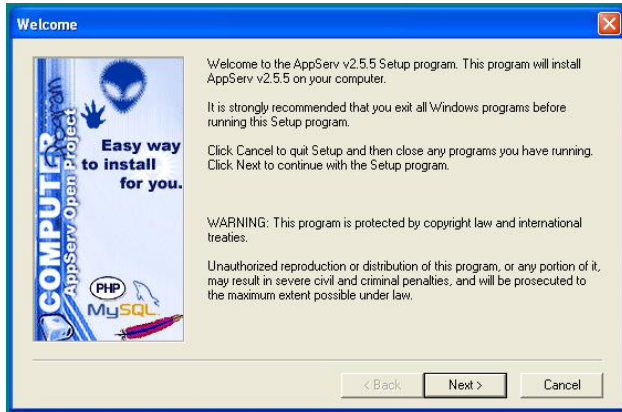 Welcome
Welcome to the AppServ v2.5.5 Setup program. This program will install
AppServ v2.5.5 on your computer.
It is strongly recommended that you exit all Windows programs before
running this Setup program.
Click Cancel to quit Setup and then close any programs you have running.
Click Next to continue with the Setup program.
WARNING: This program is protected by copyright law and international
treaties.
Unauthorized reproduction or distribution of this program, or any portion of it,
may result in severe civil and criminal penalties, and will be prosecuted to
the maximum extent possible under law.
COMPUTER
program
AppServ Open Project
Easy way
to install
for you.
PHP
MySQL
< Back
Next >
Cancel